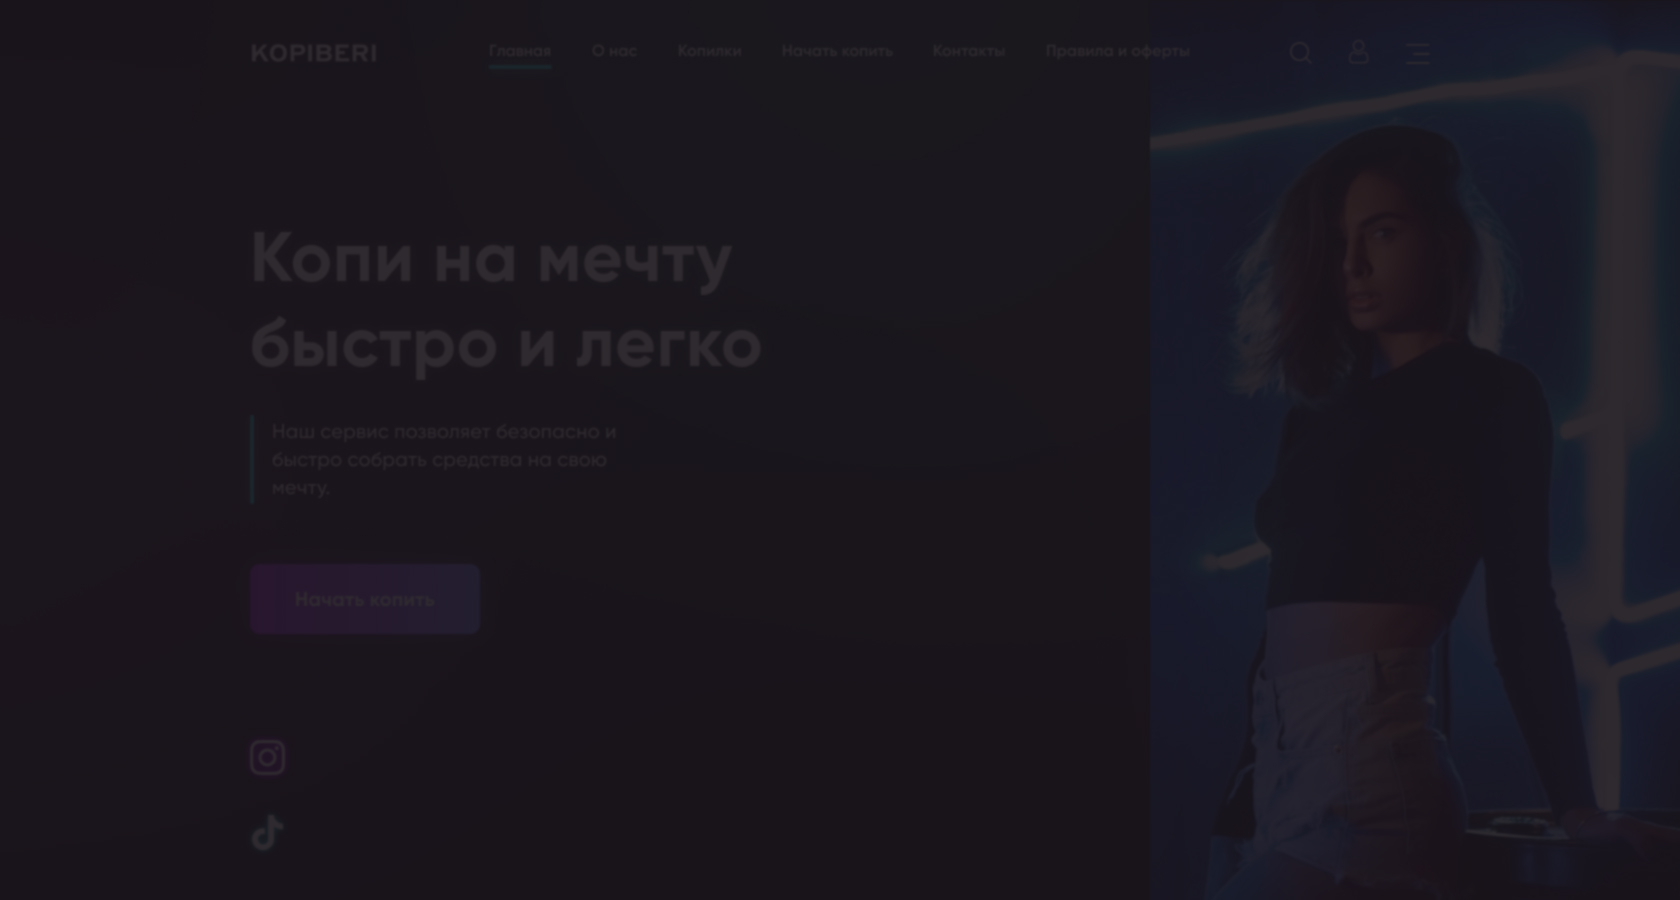 KOPIBERI
Главная О нас Копилки Начать копить Контакты Правила и оферты
Копи на мечту
быстро и легко
Наш сервис позволяет безопасно и
быстро собрать средства на свою
мечту.
Начать копить